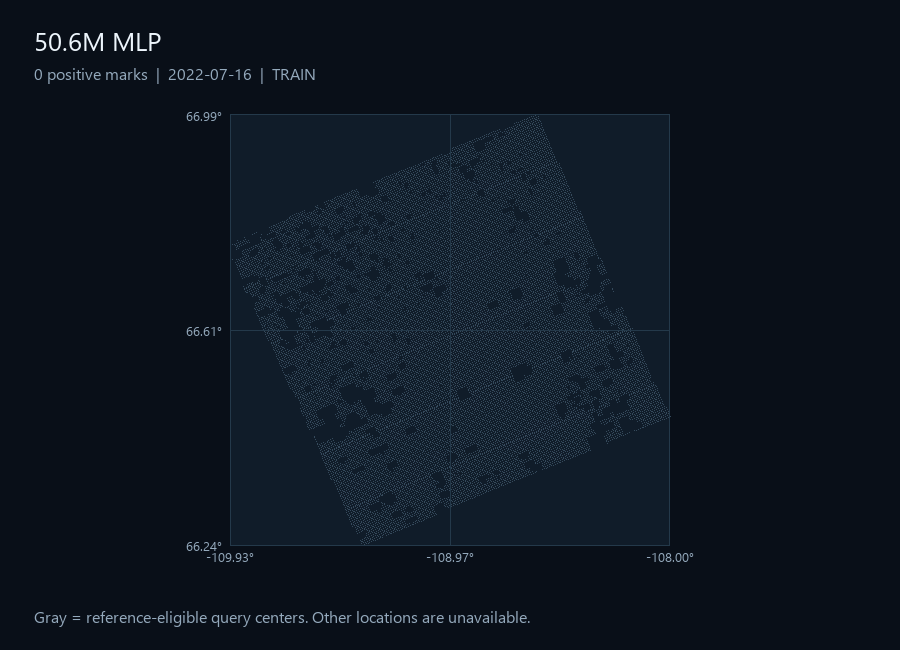 50.6M MLP
0 positive marks | 2022-07-16 | TRAIN
66.99°
66.61°
66.24°
-109.93°
-108.97°
-108.00°
Gray = reference-eligible query centers. Other locations are unavailable.